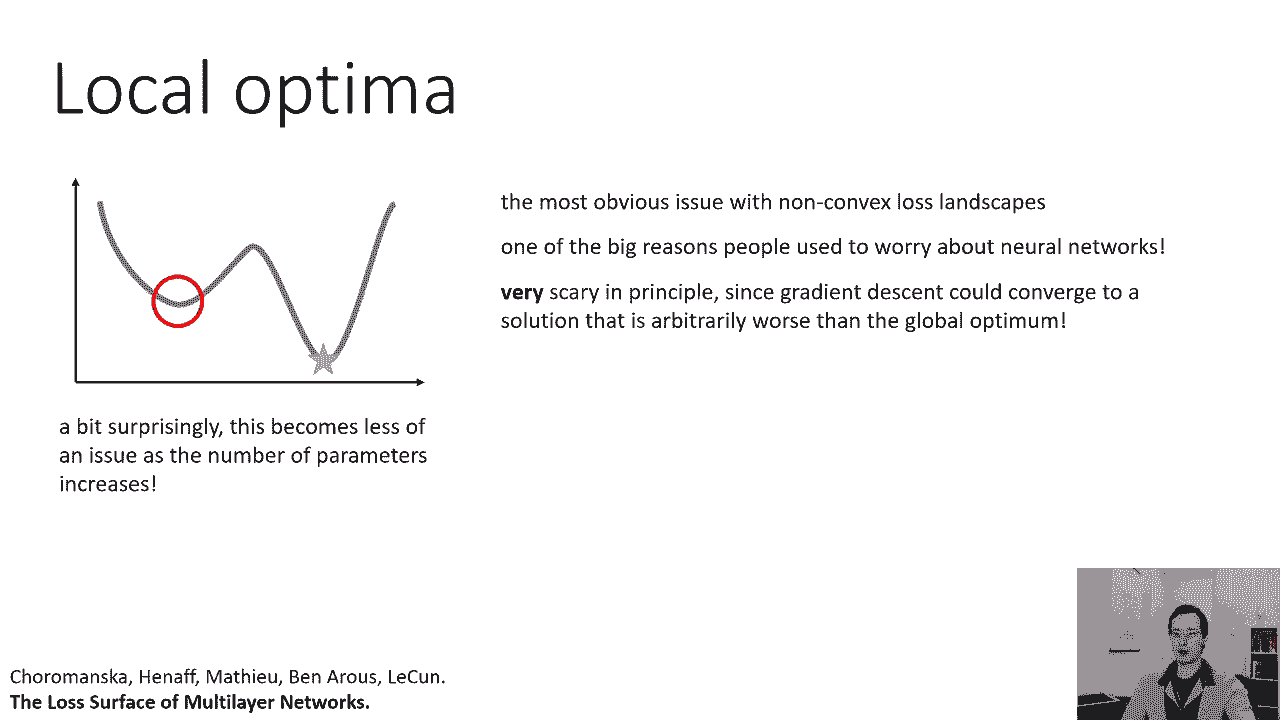 Local optima
the most obvious issue with non-convex loss landscapes
one of the big reasons people used to worry about neural networks!
very scary in principle, since gradient descent could converge to a
solution that is arbitrarily worse than the global optimum!
a bit surprisingly, this becomes less of
an issue as the number of parameters
increases!
Choromanska, Henaff, Mathieu, Ben Arous, LeCun.
The Loss Surface of Multilayer Networks.